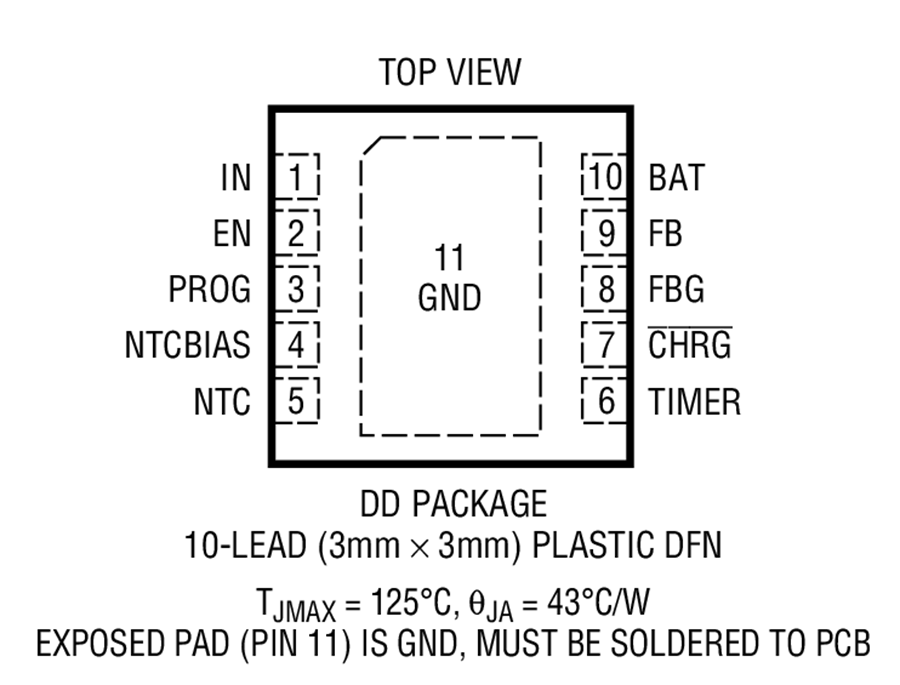 TOP VIEW
IN 1 10 BAT
EN 2 9 FB
11
PROG 3 8 FBG
GND
NTCBIAS 4 7 C̅H̅R̅G̅
NTC 5 6 TIMER
DD PACKAGE
10-LEAD (3mm × 3mm) PLASTIC DFN
TJMAX = 125°C, θJA = 43°C/W
EXPOSED PAD (PIN 11) IS GND, MUST BE SOLDERED TO PCB